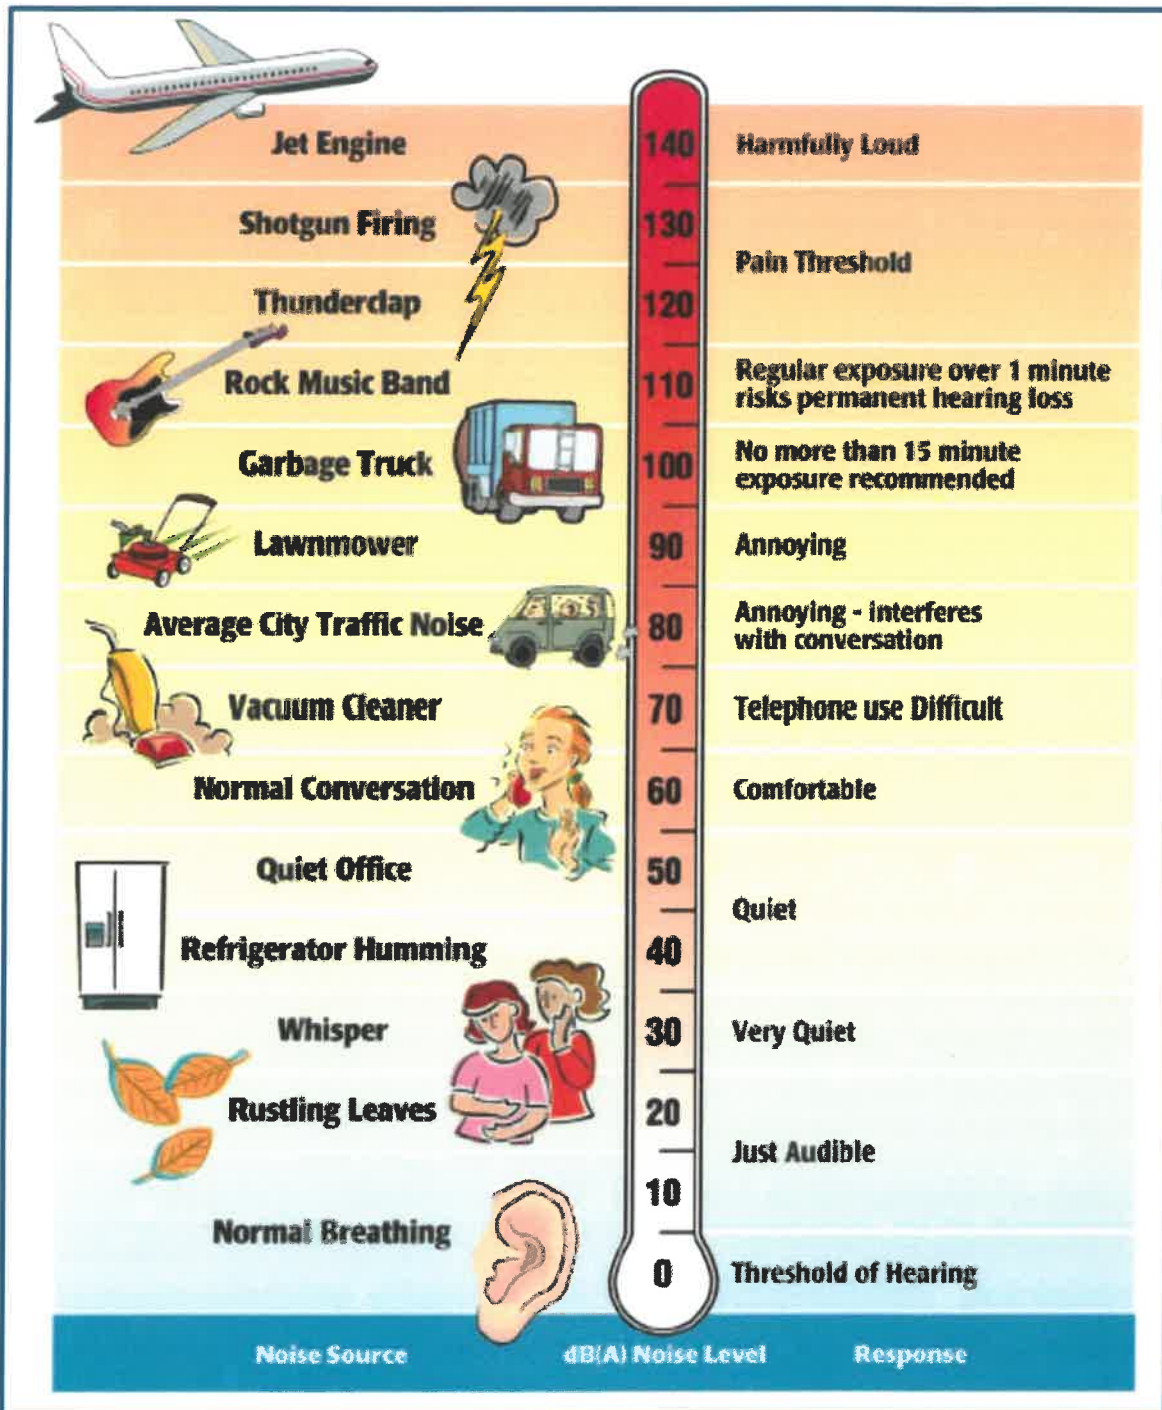 Jet Engine 140 Harmfully Loud
Shotgun Firing 130
Pain Threshold
Thunderclap 120
Rock Music Band 110 Regular exposure over 1 minute
risks permanent hearing loss
Garbage Truck 100 No more than 15 minute
exposure recommended
Lawnmower 90 Annoying
Average City Traffic Noise 80 Annoying - interferes
with conversation
Vacuum Cleaner 70 Telephone use Difficult
Normal Conversation 60 Comfortable
Quiet Office 50
Quiet
Refrigerator Humming 40
Whisper 30 Very Quiet
Rustling Leaves 20
Just Audible
10
Normal Breathing
0 Threshold of Hearing
Noise Source dB(A) Noise Level Response